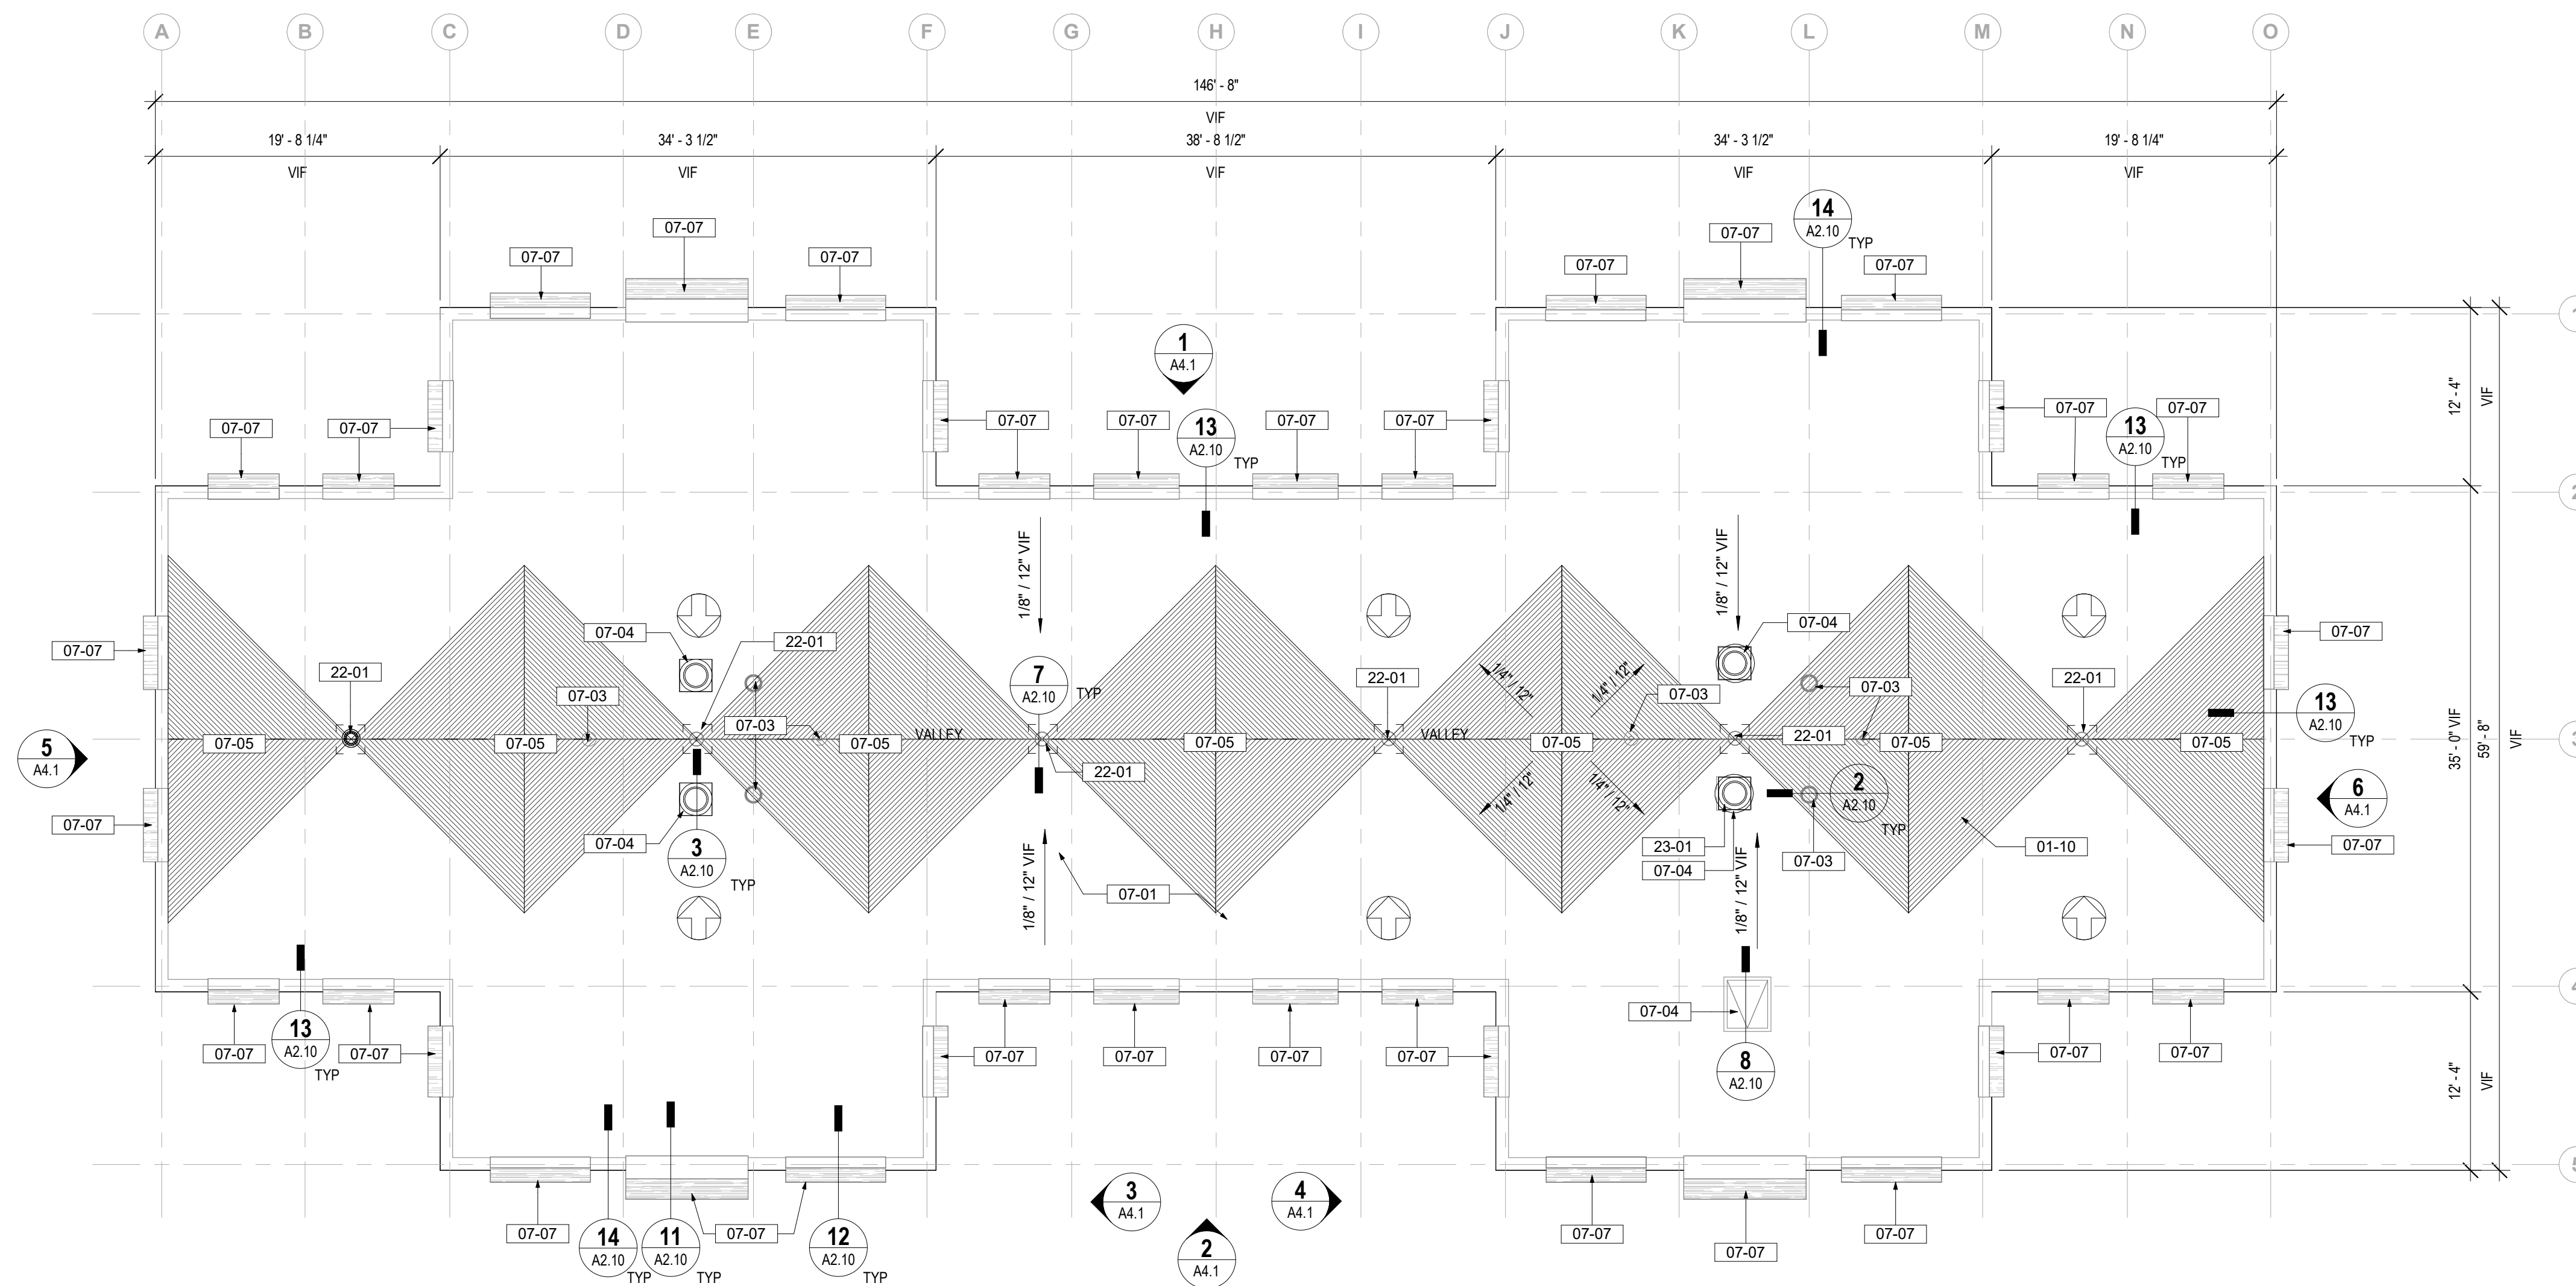 A B C D E F G H I J K L M N O
146' - 8"
VIF
19' - 8 1/4" 34' - 3 1/2" 38' - 8 1/2" 34' - 3 1/2" 19' - 8 1/4"
VIF VIF VIF VIF VIF
14
A2.10
TYP
07-07 07-07
07-07 07-07 07-07 07-07
1
1
A4.1
12' - 4"
VIF
07-07 07-07
07-07 07-07 07-07 07-07
07-07 07-07
13
A2.10
TYP
13
A2.10
TYP
2
1/8" / 12" VIF
1/8" / 12" VIF
07-04
22-01
07-04
07-07
07-07
22-01
07-03
07-03
7
A2.10
TYP
22-01
1/4" / 12"
1/4" / 12"
07-03
07-03
22-01
13
A2.10
TYP
5
A4.1
07-05 07-05 07-05 VALLEY 07-05 VALLEY 07-05 07-05 07-05
22-01
22-01
3
35' - 0" VIF
59' - 8"
VIF
1/4" / 12"
1/4" / 12"
2
A2.10
TYP
6
A4.1
07-07
07-04
3
A2.10
TYP
23-01
07-04
07-03
01-10
07-07
1/8" / 12" VIF
07-01
1/8" / 12" VIF
4
07-04
13
A2.10
TYP
07-07 07-07
07-07 07-07 07-07 07-07
8
A2.10
07-07 07-07
12' - 4"
VIF
5
3
A4.1
4
A4.1
2
A4.1
07-07
14
A2.10
TYP
11
A2.10
TYP
07-07
12
A2.10
TYP
07-07 07-07 07-07